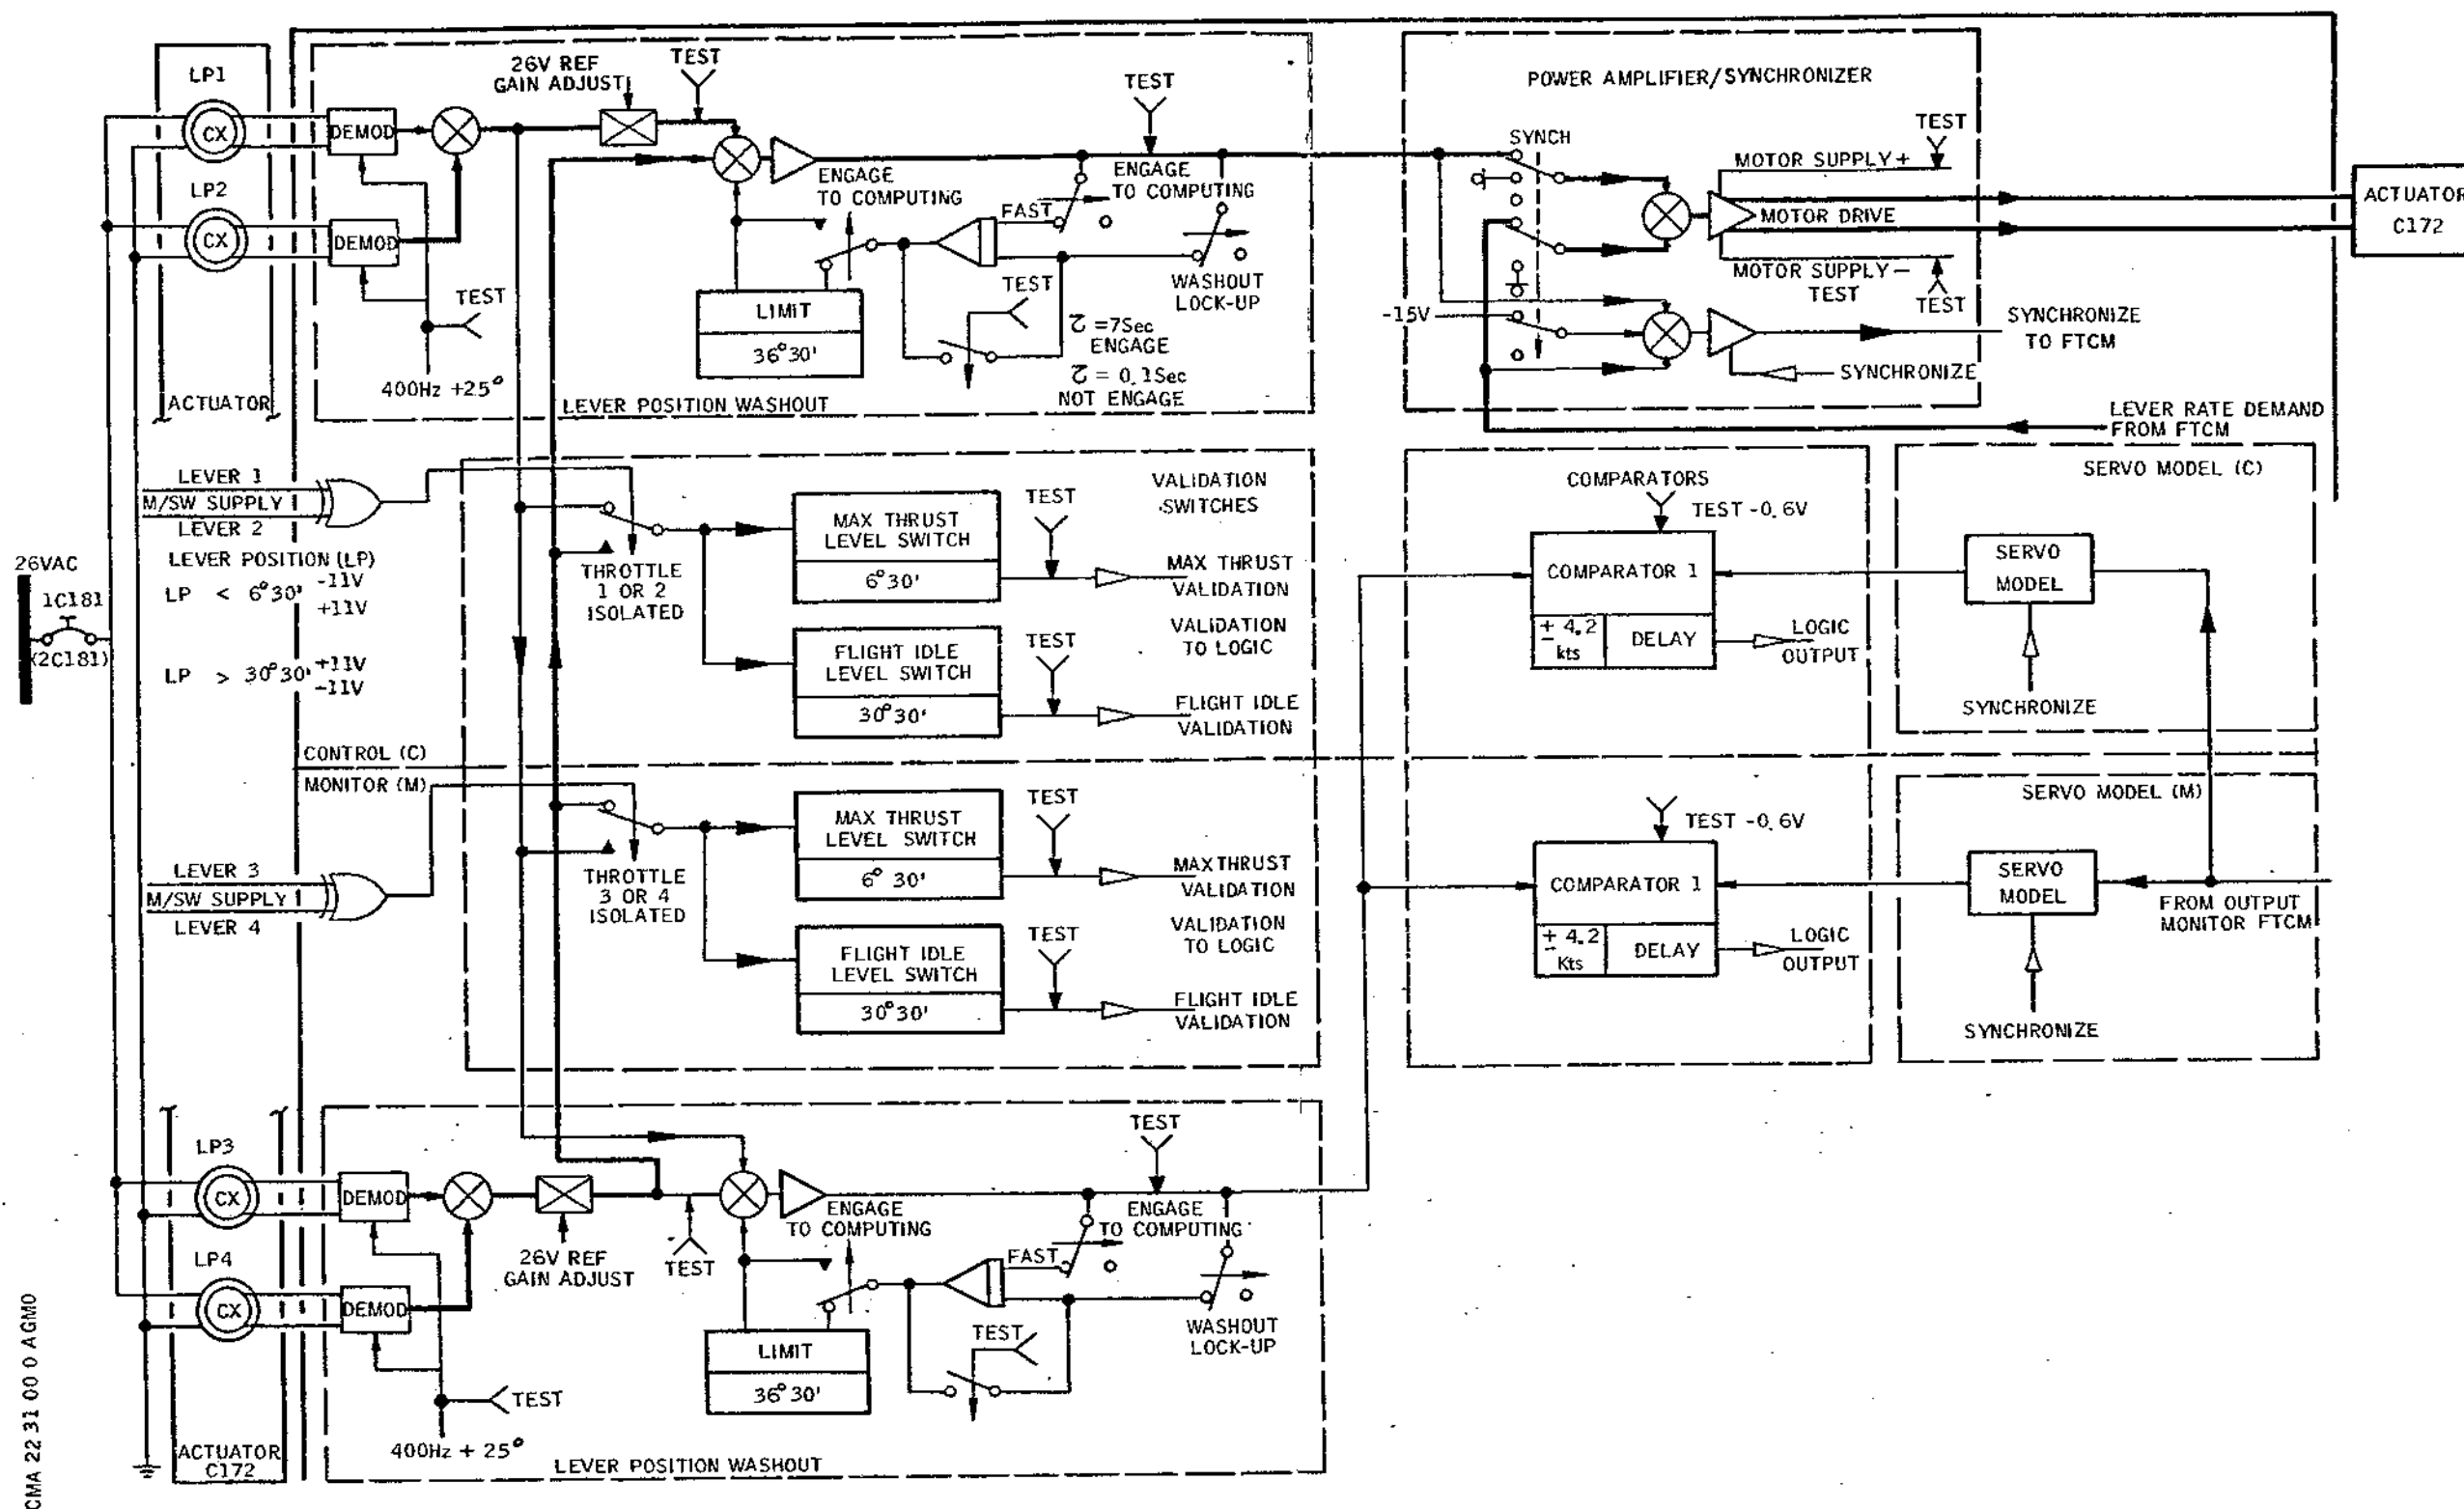 LP1
CX
LP2
CX
ACTUATOR
DEMOD
DEMOD
TEST
400Hz +25°
26V REF
GAIN ADJUST
TEST
ENGAGE
TO COMPUTING
LIMIT
36°30'
LEVER POSITION WASHOUT
TEST
ENGAGE
TO COMPUTING
FAST
TEST
WASHOUT
LOCK-UP
τ =7Sec
ENGAGE
τ = 0.1Sec
NOT ENGAGE
POWER AMPLIFIER/SYNCHRONIZER
SYNCH
-15V
TEST
MOTOR SUPPLY +
MOTOR DRIVE
MOTOR SUPPLY —
TEST
TEST
SYNCHRONIZE
ACTUATOR
C172
SYNCHRONIZE
TO FTCM
LEVER RATE DEMAND
FROM FTCM
LEVER 1
M/SW SUPPLY
LEVER 2
LEVER POSITION (LP)
LP < 6°30' -11V
+11V
LP > 30°30' +11V
-11V
26VAC
1C181
(2C181)
THROTTLE
1 OR 2
ISOLATED
MAX THRUST
LEVEL SWITCH
6°30'
FLIGHT IDLE
LEVEL SWITCH
30°30'
TEST
TEST
VALIDATION
SWITCHES
MAX THRUST
VALIDATION
VALIDATION
TO LOGIC
FLIGHT IDLE
VALIDATION
COMPARATORS
TEST -0.6V
COMPARATOR 1
± 4.2
kts
DELAY
LOGIC
OUTPUT
SERVO MODEL (C)
SERVO
MODEL
SYNCHRONIZE
CONTROL (C)
MONITOR (M)
LEVER 3
M/SW SUPPLY
LEVER 4
THROTTLE
3 OR 4
ISOLATED
MAX THRUST
LEVEL SWITCH
6° 30'
FLIGHT IDLE
LEVEL SWITCH
30°30'
TEST
TEST
MAXTHRUST
VALIDATION
VALIDATION
TO LOGIC
FLIGHT IDLE
VALIDATION
TEST -0.6V
COMPARATOR 1
± 4.2
Kts
DELAY
LOGIC
OUTPUT
SERVO MODEL (M)
SERVO
MODEL
FROM OUTPUT
MONITOR FTCM
SYNCHRONIZE
LP3
CX
LP4
CX
ACTUATOR
C172
DEMOD
DEMOD
TEST
400Hz + 25°
26V REF
GAIN ADJUST
TEST
ENGAGE
TO COMPUTING
LIMIT
36°30'
TEST
ENGAGE
TO COMPUTING
FAST
TEST
WASHOUT
LOCK-UP
LEVER POSITION WASHOUT
CMA 22 31 00 0 AGM0